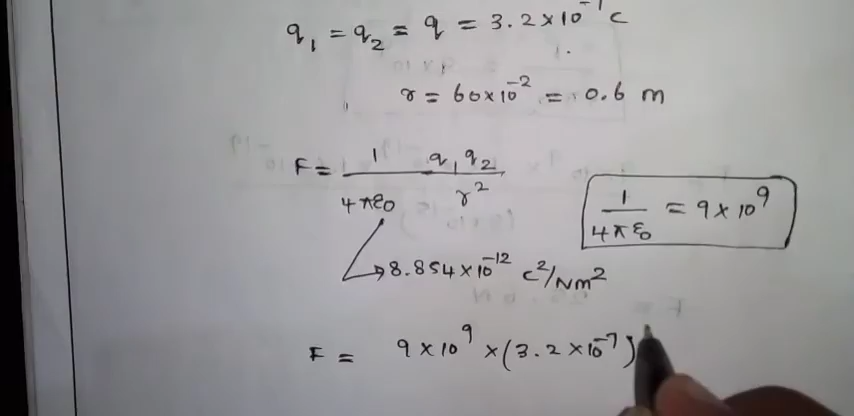 q₁ = q₂ = q = 3.2×10⁻⁷ c
r = 60×10⁻² = 0.6 m
F = 1/4πε₀ q₁q₂/r²
1/4πε₀ = 9×10⁹
8.854×10⁻¹² c²/Nm²
F = 9×10⁹ ×(3.2×10⁻⁷)